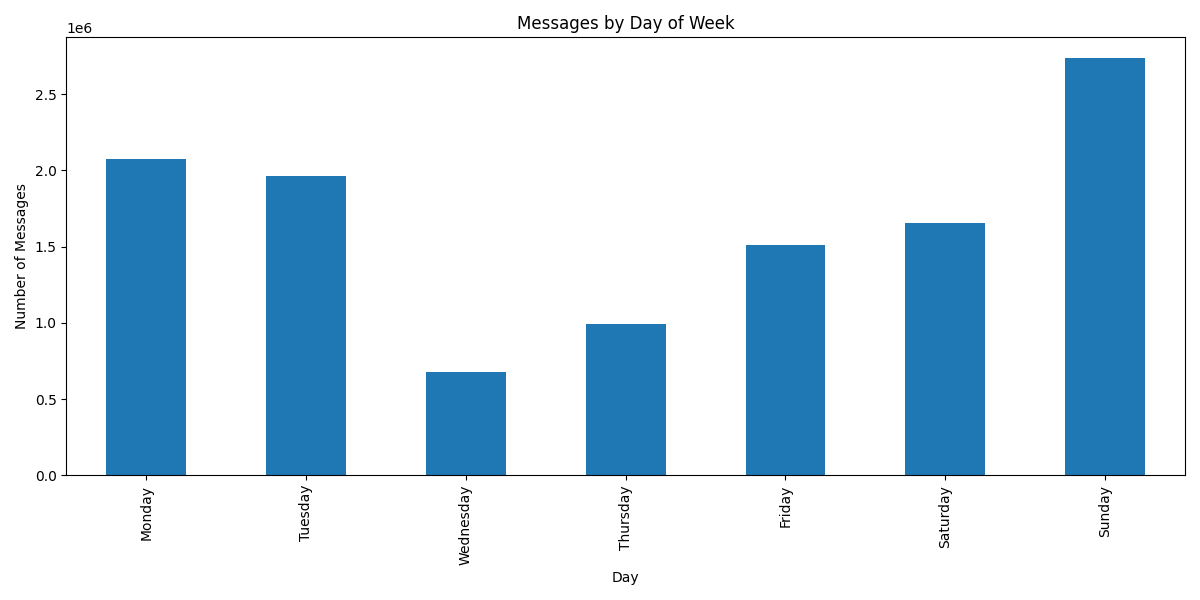 Messages by Day of Week
1e6
2.5
2.0
1.5
1.0
0.5
0.0
Number of Messages
Monday
Tuesday
Wednesday
Thursday
Friday
Saturday
Sunday
Day